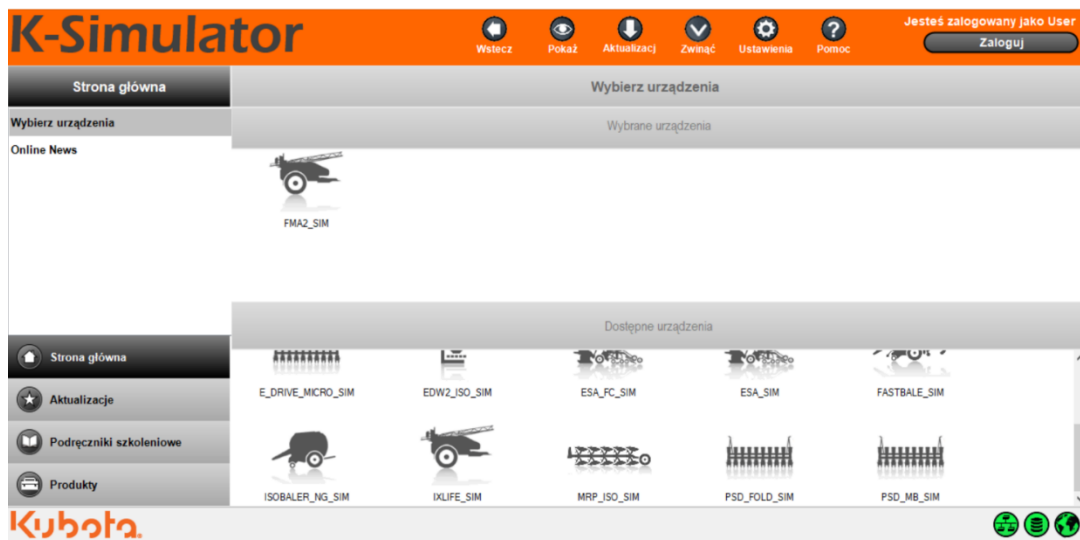 K-Simulator
Wstecz
Pokaż
Aktualizacj
Zwinąć
Ustawienia
Pomoc
Jesteś zalogowany jako User
Zaloguj
Strona główna
Wybierz urządzenia
Wybierz urządzenia
Wybrane urządzenia
Online News
FMA2_SIM
Dostępne urządzenia
Strona główna
Aktualizacje
Podręczniki szkoleniowe
Produkty
E_DRIVE_MICRO_SIM
EDW2_ISO_SIM
ESA_FC_SIM
ESA_SIM
FASTBALE_SIM
ISOBALER_NG_SIM
IXLIFE_SIM
MRP_ISO_SIM
PSD_FOLD_SIM
PSD_MB_SIM
Kubota.